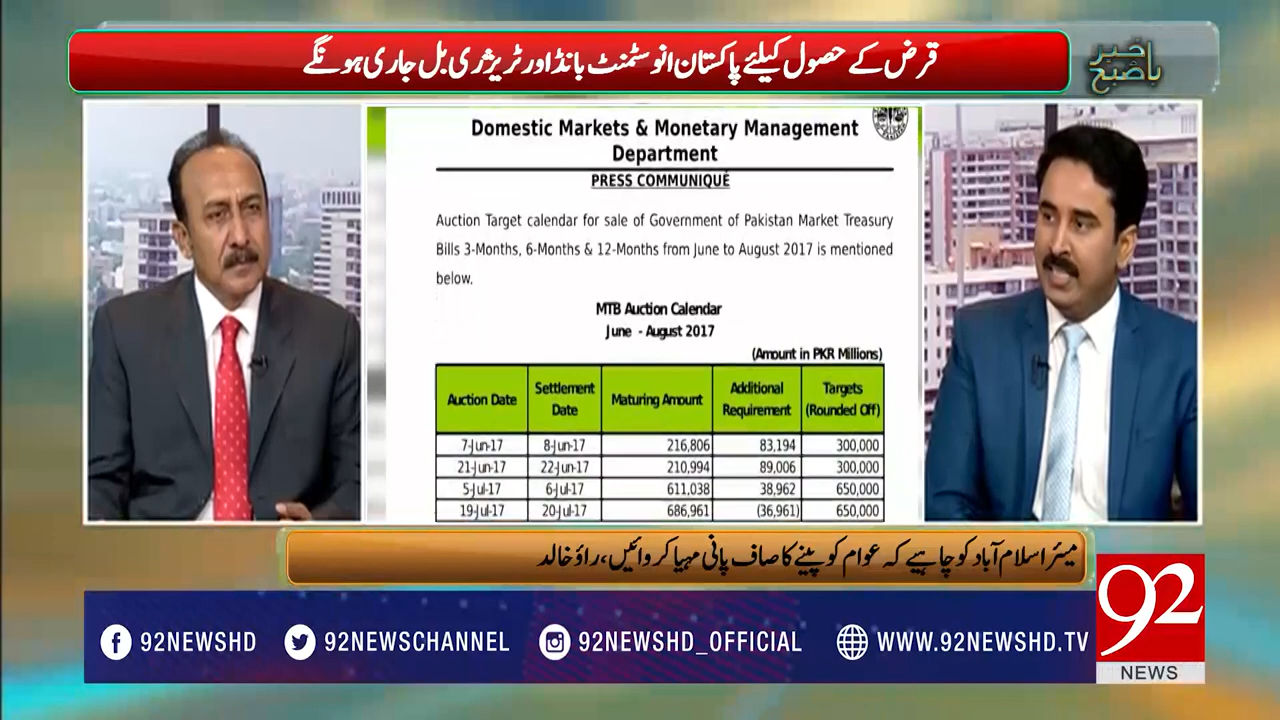 قرض کے حصول کیلئے پاکستان انوسٹمنٹ بانڈ اور ٹریژری بل جاری ہونگے
خبر
باصبح
Domestic Markets & Monetary Management
Department
PRESS COMMUNIQUÉ
Auction Target calendar for sale of Government of Pakistan Market Treasury
Bills 3-Months, 6-Months & 12-Months from June to August 2017 is mentioned
below.
MTB Auction Calendar
June - August 2017
(Amount in PKR Millions)
Auction Date Settlement Date Maturing Amount Additional Requirement Targets (Rounded Off)
7-Jun-17 8-Jun-17 216,806 83,194 300,000
21-Jun-17 22-Jun-17 210,994 89,006 300,000
5-Jul-17 6-Jul-17 611,038 38,962 650,000
19-Jul-17 20-Jul-17 686,961 (36,961) 650,000
میئر اسلام آباد کو چاہیے کہ عوام کو پینے کا صاف پانی مہیا کروائیں، راؤ خالد
92NEWSHD 92NEWSCHANNEL 92NEWSHD_OFFICIAL WWW.92NEWSHD.TV
92
NEWS